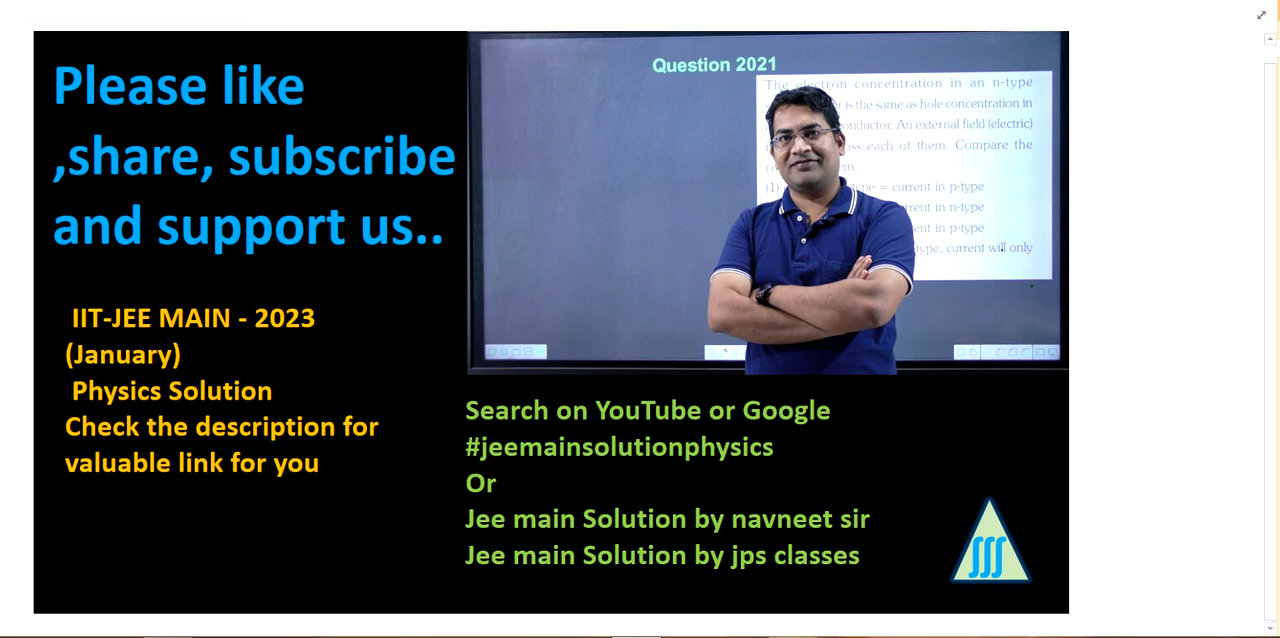 Please like
,share, subscribe
and support us..
IIT-JEE MAIN - 2023
(January)
Physics Solution
Check the description for
valuable link for you
Question 2021
The electron concentration in an n-type
is the same as hole concentration in
An external field (electric)
each of them. Compare the
(1) = current in p-type
in n-type
in p-type
current will only
Search on YouTube or Google
#jeemainsolutionphysics
Or
Jee main Solution by navneet sir
Jee main Solution by jps classes